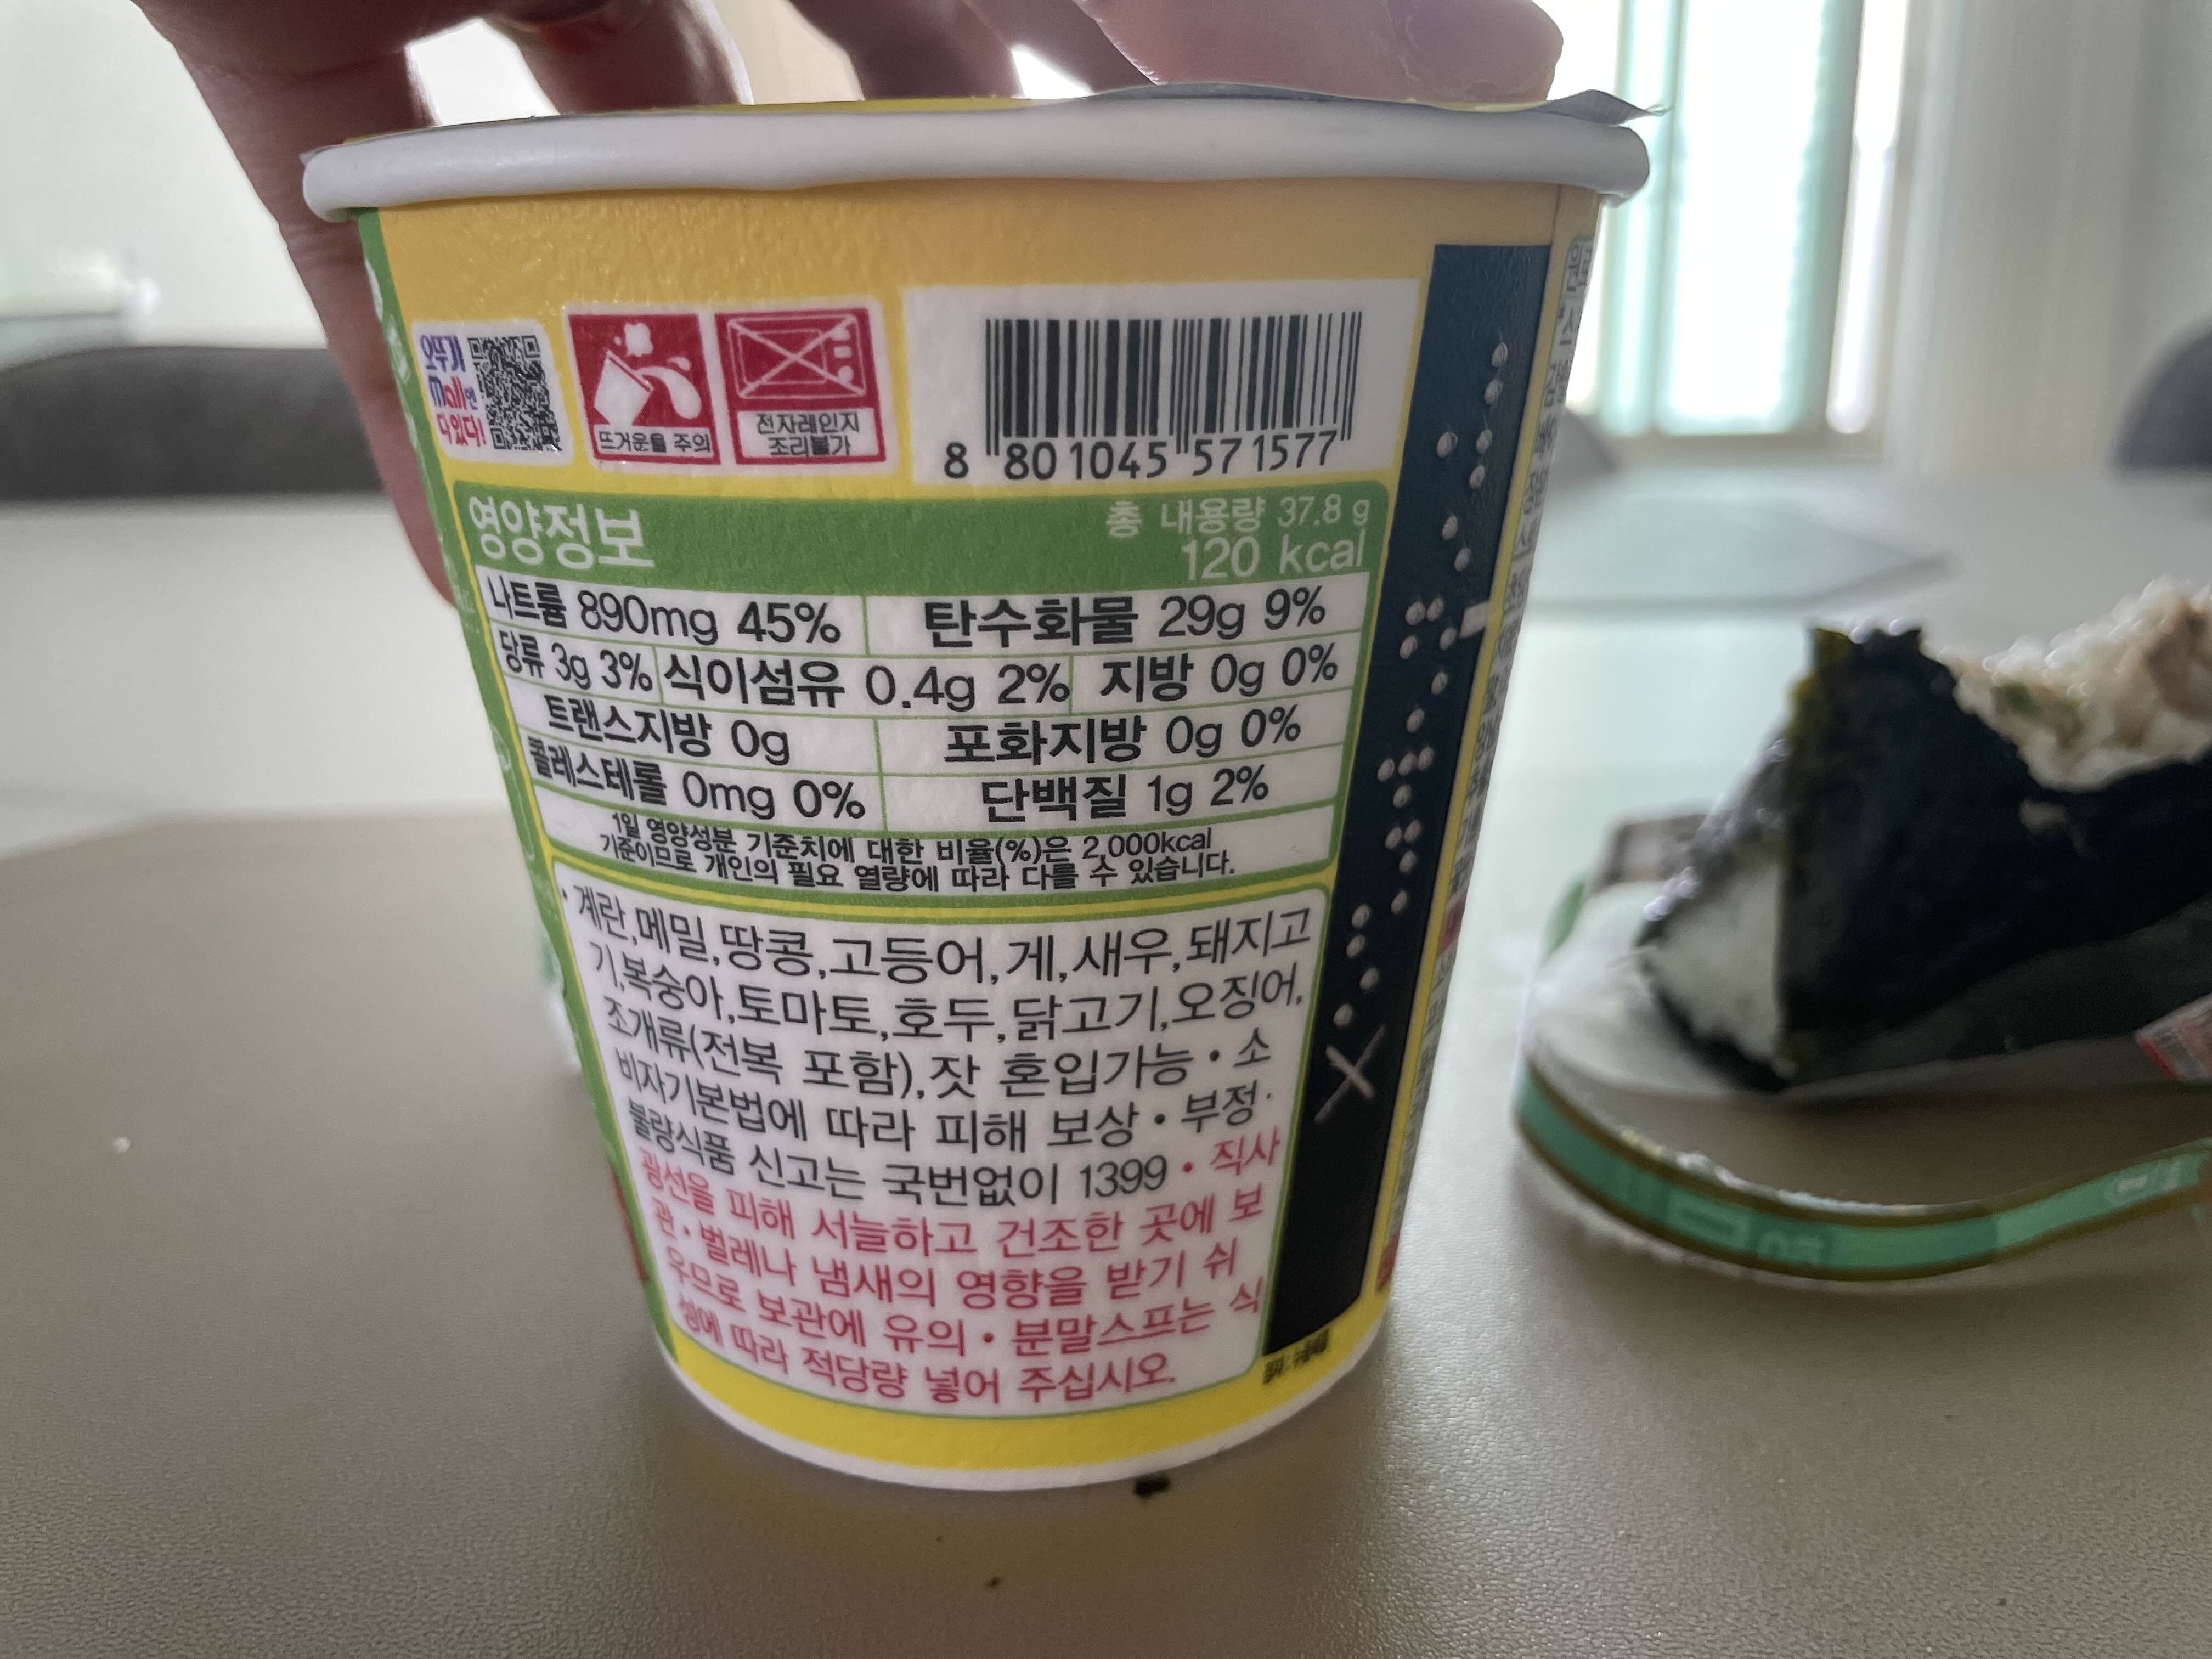 오뚜기
mall엔
다있다!
뜨거운물 주의
전자레인지
조리불가
8 801045 571577
영양정보
총 내용량 37.8 g
120 kcal
나트륨 890mg 45% 탄수화물 29g 9%
당류 3g 3% 식이섬유 0.4g 2% 지방 0g 0%
트랜스지방 0g 포화지방 0g 0%
콜레스테롤 0mg 0% 단백질 1g 2%
1일 영양성분 기준치에 대한 비율(%)은 2,000kcal
기준이므로 개인의 필요 열량에 따라 다를 수 있습니다.
• 계란,메밀,땅콩,고등어,게,새우,돼지고
기,복숭아,토마토,호두,닭고기,오징어,
조개류(전복 포함),잣 혼입가능 • 소
비자기본법에 따라 피해 보상 • 부정·
불량식품 신고는 국번없이 1399 • 직사
광선을 피해 서늘하고 건조한 곳에 보
관 • 벌레나 냄새의 영향을 받기 쉬
우므로 보관에 유의 • 분말스프는 식
성에 따라 적당량 넣어 주십시오.